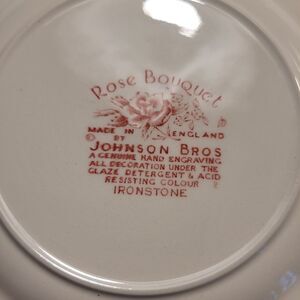 Rose Bouquet
MADE IN ENGLAND
© BY
JOHNSON BROS
A GENUINE HAND ENGRAVING
ALL DECORATION UNDER THE
GLAZE DETERGENT & ACID
RESISTING COLOUR
IRONSTONE